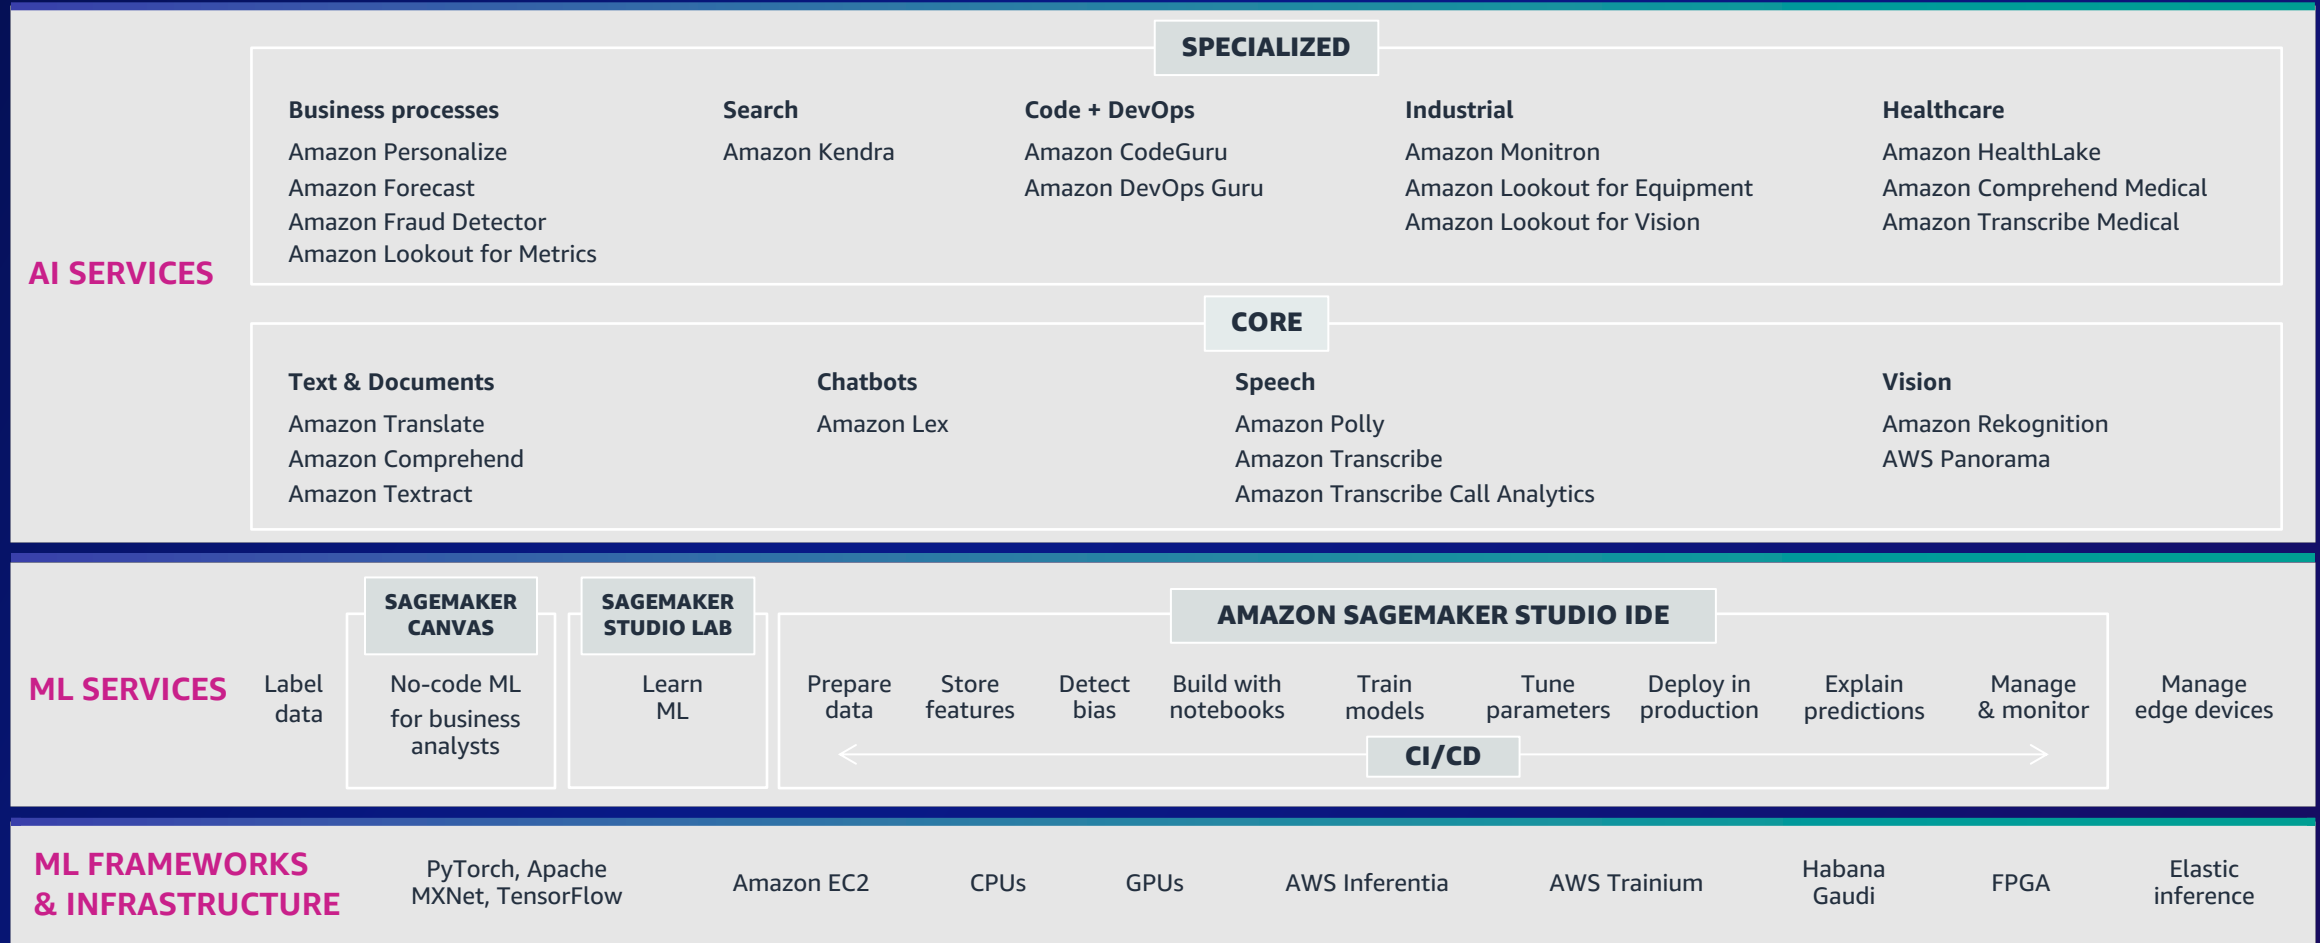 SPECIALIZED
Business processes
Amazon Personalize
Amazon Forecast
Amazon Fraud Detector
Amazon Lookout for Metrics
Search
Amazon Kendra
Code + DevOps
Amazon CodeGuru
Amazon DevOps Guru
Industrial
Amazon Monitron
Amazon Lookout for Equipment
Amazon Lookout for Vision
Healthcare
Amazon HealthLake
Amazon Comprehend Medical
Amazon Transcribe Medical
AI SERVICES
CORE
Text & Documents
Amazon Translate
Amazon Comprehend
Amazon Textract
Chatbots
Amazon Lex
Speech
Amazon Polly
Amazon Transcribe
Amazon Transcribe Call Analytics
Vision
Amazon Rekognition
AWS Panorama
ML SERVICES
Label
data
SAGEMAKER
CANVAS
No-code ML
for business
analysts
SAGEMAKER
STUDIO LAB
Learn
ML
AMAZON SAGEMAKER STUDIO IDE
Prepare
data
Store
features
Detect
bias
Build with
notebooks
Train
models
Tune
parameters
Deploy in
production
Explain
predictions
Manage
& monitor
CI/CD
Manage
edge devices
ML FRAMEWORKS
& INFRASTRUCTURE
PyTorch, Apache
MXNet, TensorFlow
Amazon EC2
CPUs
GPUs
AWS Inferentia
AWS Trainium
Habana
Gaudi
FPGA
Elastic
inference